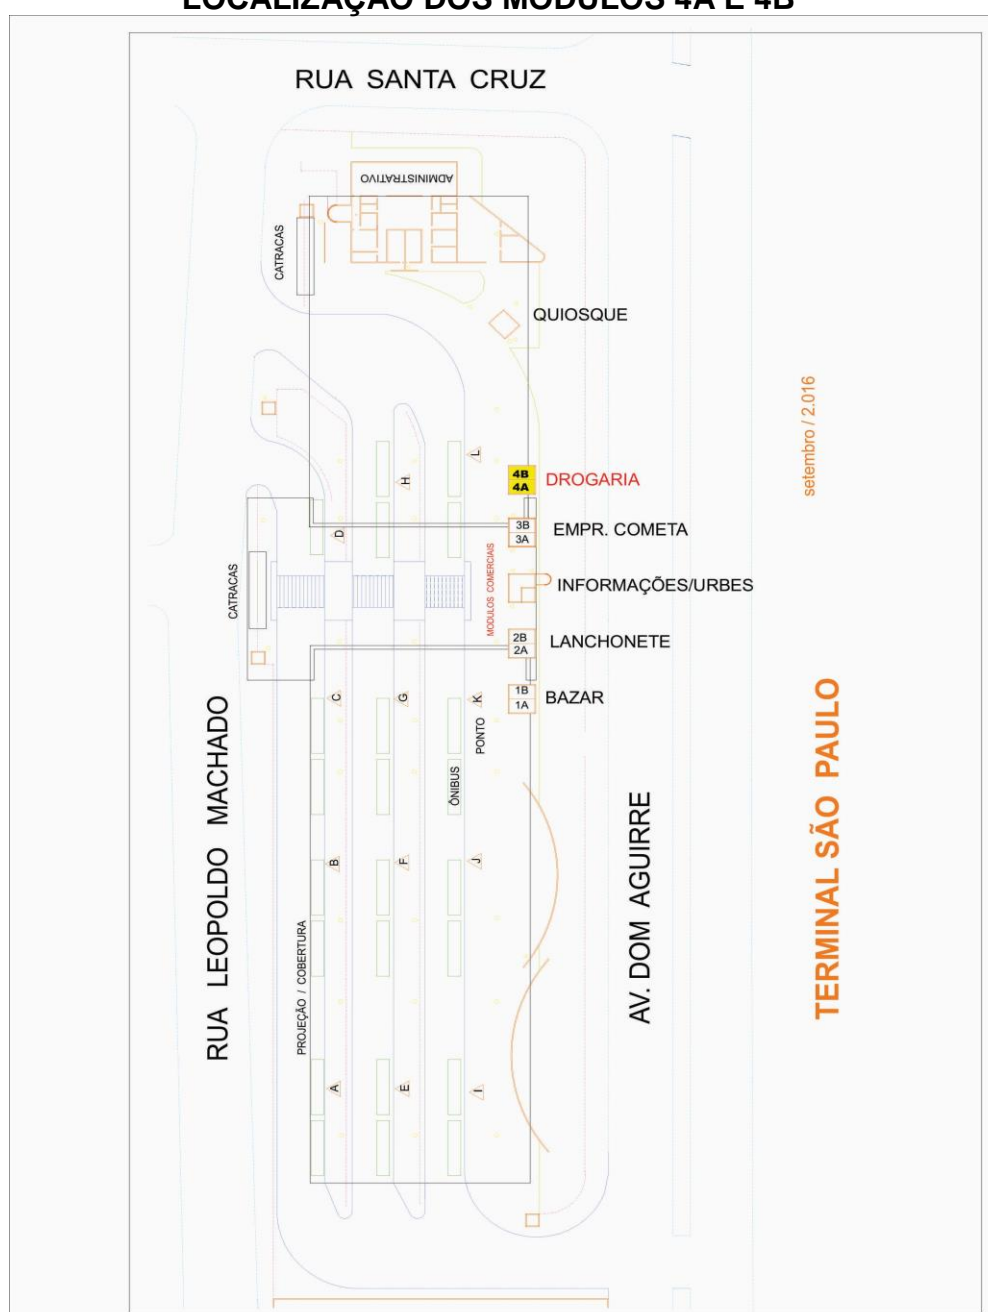 LOCALIZAÇÃO DOS MÓDULOS 4A E 4B
RUA SANTA CRUZ
ADMINISTRATIVO
CATRACAS
QUIOSQUE
setembro / 2.016
L
H
4B
4A
DROGARIA
D
3B
3A
EMPR. COMETA
MODULOS COMERCIAIS
CATRACAS
INFORMAÇÕES/URBES
2B
2A
LANCHONETE
C
G
K
1B
1A
BAZAR
PONTO
ÔNIBUS
RUA LEOPOLDO MACHADO
AV. DOM AGUIRRE
TERMINAL SÃO PAULO
B
F
J
PROJEÇÃO / COBERTURA
A
E
I